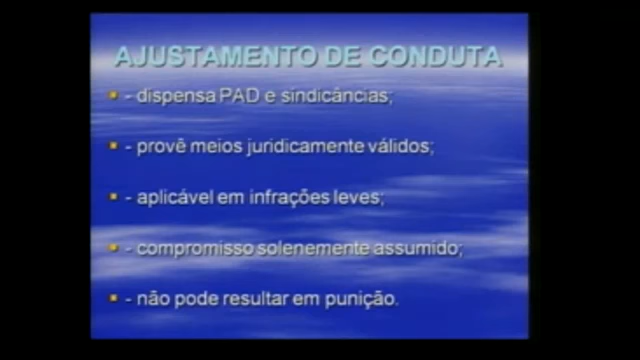 AJUSTAMENTO DE CONDUTA
- dispensa PAD e sindicâncias;
- provê meios juridicamente válidos;
- aplicável em infrações leves;
- compromisso solenemente assumido;
- não pode resultar em punição.